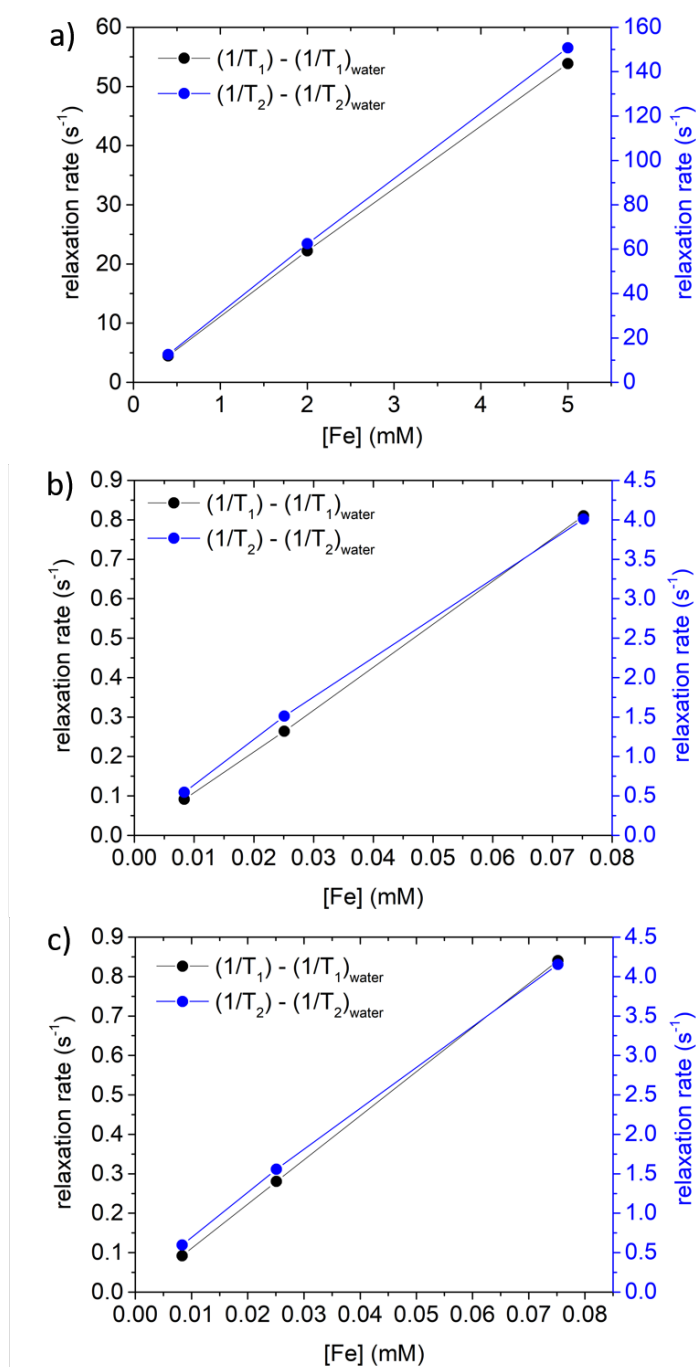 a)
(1/T₁) - (1/T₁)water
(1/T₂) - (1/T₂)water
relaxation rate (s⁻¹)
60
50
40
30
20
10
0
160
140
120
100
80
60
40
20
0
relaxation rate (s⁻¹)
0 1 2 3 4 5
[Fe] (mM)
b)
(1/T₁) - (1/T₁)water
(1/T₂) - (1/T₂)water
relaxation rate (s⁻¹)
0.9
0.8
0.7
0.6
0.5
0.4
0.3
0.2
0.1
0.0
4.5
4.0
3.5
3.0
2.5
2.0
1.5
1.0
0.5
0.0
relaxation rate (s⁻¹)
0.00 0.01 0.02 0.03 0.04 0.05 0.06 0.07 0.08
[Fe] (mM)
c)
(1/T₁) - (1/T₁)water
(1/T₂) - (1/T₂)water
relaxation rate (s⁻¹)
0.9
0.8
0.7
0.6
0.5
0.4
0.3
0.2
0.1
0.0
4.5
4.0
3.5
3.0
2.5
2.0
1.5
1.0
0.5
0.0
relaxation rate (s⁻¹)
0.00 0.01 0.02 0.03 0.04 0.05 0.06 0.07 0.08
[Fe] (mM)